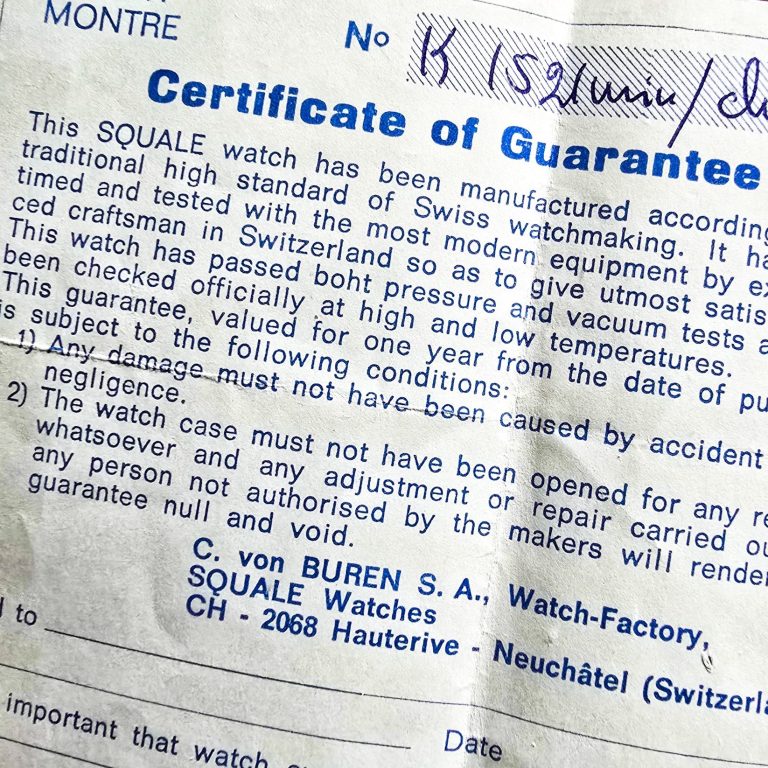 MONTRE
No K 1521 min/
Certificate of Guarantee
This SQUALE watch has been manufactured according
traditional high standard of Swiss watchmaking. It ha
timed and tested with the most modern equipment by ex
ced craftsman in Switzerland so as to give utmost satis
This watch has passed boht pressure and vacuum tests a
been checked officially at high and low temperatures.
This guarantee, valued for one year from the date of pu
is subject to the following conditions:
1) Any damage must not have been caused by accident
negligence.
2) The watch case must not have been opened for any re
whatsoever and any adjustment or repair carried ou
any person not authorised by the makers will render
guarantee null and void.
C. von BUREN S. A., Watch-Factory,
SQUALE Watches
CH - 2068 Hauterive - Neuchâtel (Switzerla
to
Date
important that watch